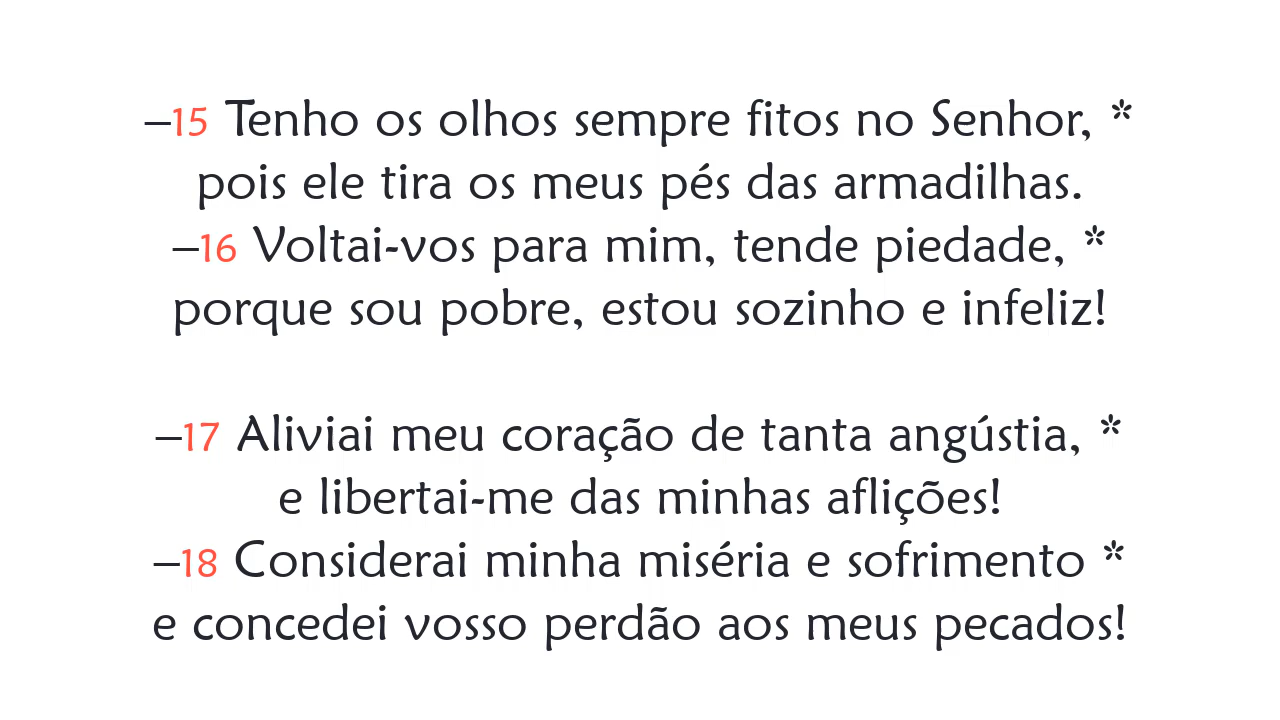 –15 Tenho os olhos sempre fitos no Senhor, *
pois ele tira os meus pés das armadilhas.
–16 Voltai-vos para mim, tende piedade, *
porque sou pobre, estou sozinho e infeliz!
–17 Aliviai meu coração de tanta angústia, *
e libertai-me das minhas aflições!
–18 Considerai minha miséria e sofrimento *
e concedei vosso perdão aos meus pecados!